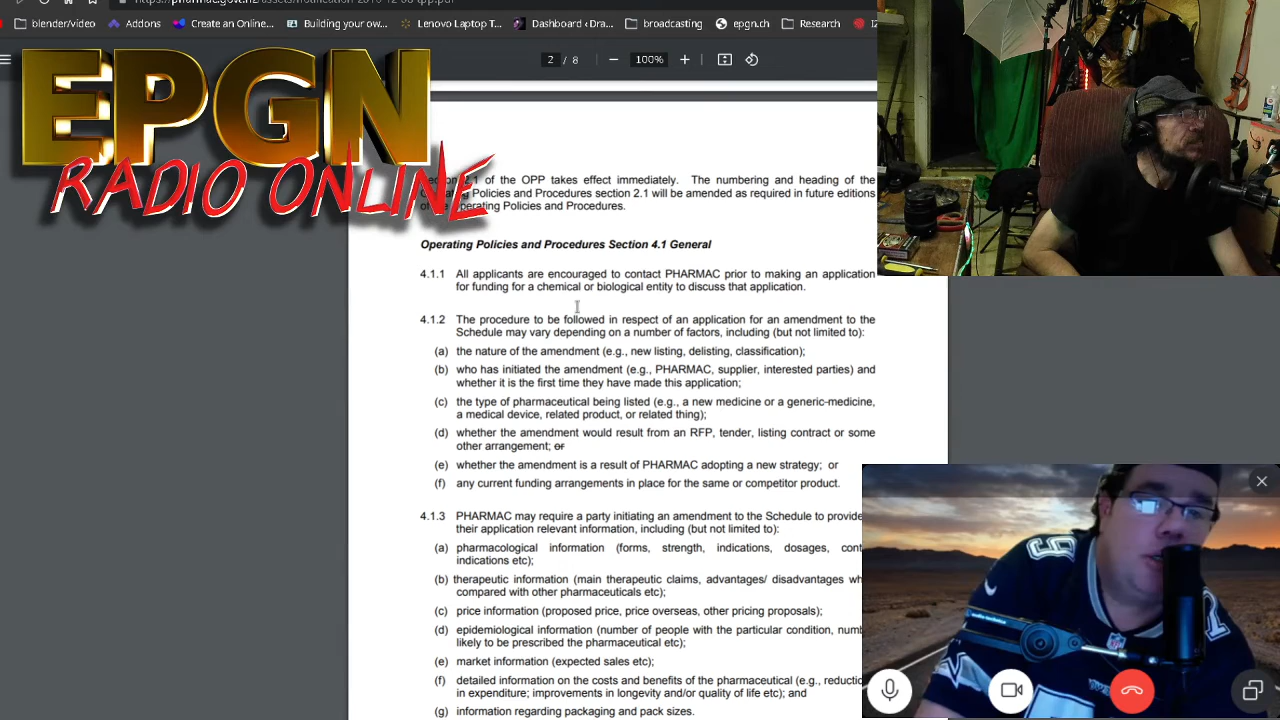 blender/video
Addons
Create an Online...
Building your ow...
Lenovo Laptop T...
Dashboard ‹ Dra...
broadcasting
epgn.ch
Research
2 / 8
100%
EPGN
RADIO ONLINE
2.1 of the OPP takes effect immediately. The numbering and heading of the
Policies and Procedures section 2.1 will be amended as required in future editions
Operating Policies and Procedures.
Operating Policies and Procedures Section 4.1 General
4.1.1 All applicants are encouraged to contact PHARMAC prior to making an application
for funding for a chemical or biological entity to discuss that application.
4.1.2 The procedure to be followed in respect of an application for an amendment to the
Schedule may vary depending on a number of factors, including (but not limited to):
(a) the nature of the amendment (e.g., new listing, delisting, classification);
(b) who has initiated the amendment (e.g., PHARMAC, supplier, interested parties) and
whether it is the first time they have made this application;
(c) the type of pharmaceutical being listed (e.g., a new medicine or a generic-medicine,
a medical device, related product, or related thing);
(d) whether the amendment would result from an RFP, tender, listing contract or some
other arrangement; or
(e) whether the amendment is a result of PHARMAC adopting a new strategy; or
(f) any current funding arrangements in place for the same or competitor product.
4.1.3 PHARMAC may require a party initiating an amendment to the Schedule to provide
their application relevant information, including (but not limited to):
(a) pharmacological information (forms, strength, indications, dosages, cont
indications etc);
(b) therapeutic information (main therapeutic claims, advantages/ disadvantages wh
compared with other pharmaceuticals etc);
(c) price information (proposed price, price overseas, other pricing proposals);
(d) epidemiological information (number of people with the particular condition, numb
likely to be prescribed the pharmaceutical etc);
(e) market information (expected sales etc);
(f) detailed information on the costs and benefits of the pharmaceutical (e.g., reductio
in expenditure; improvements in longevity and/or quality of life etc); and
(g) information regarding packaging and pack sizes.